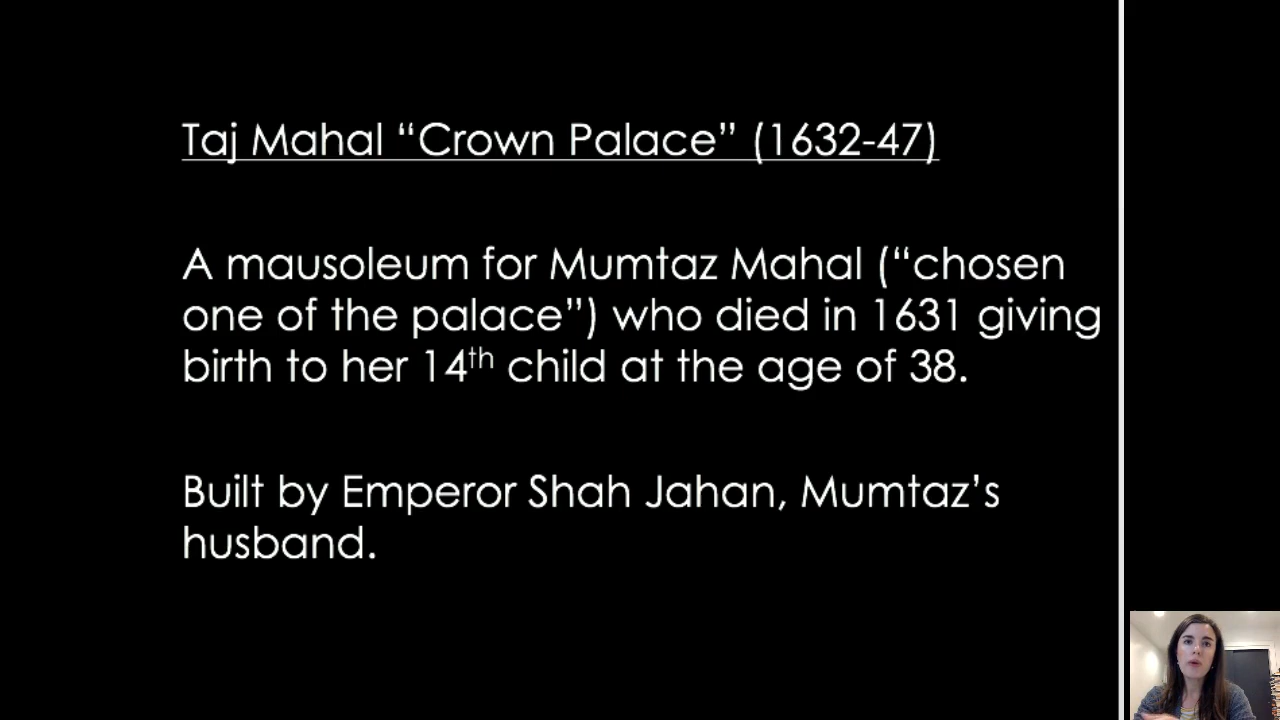 Taj Mahal “Crown Palace” (1632-47)
A mausoleum for Mumtaz Mahal (“chosen
one of the palace”) who died in 1631 giving
birth to her 14th child at the age of 38.
Built by Emperor Shah Jahan, Mumtaz’s
husband.